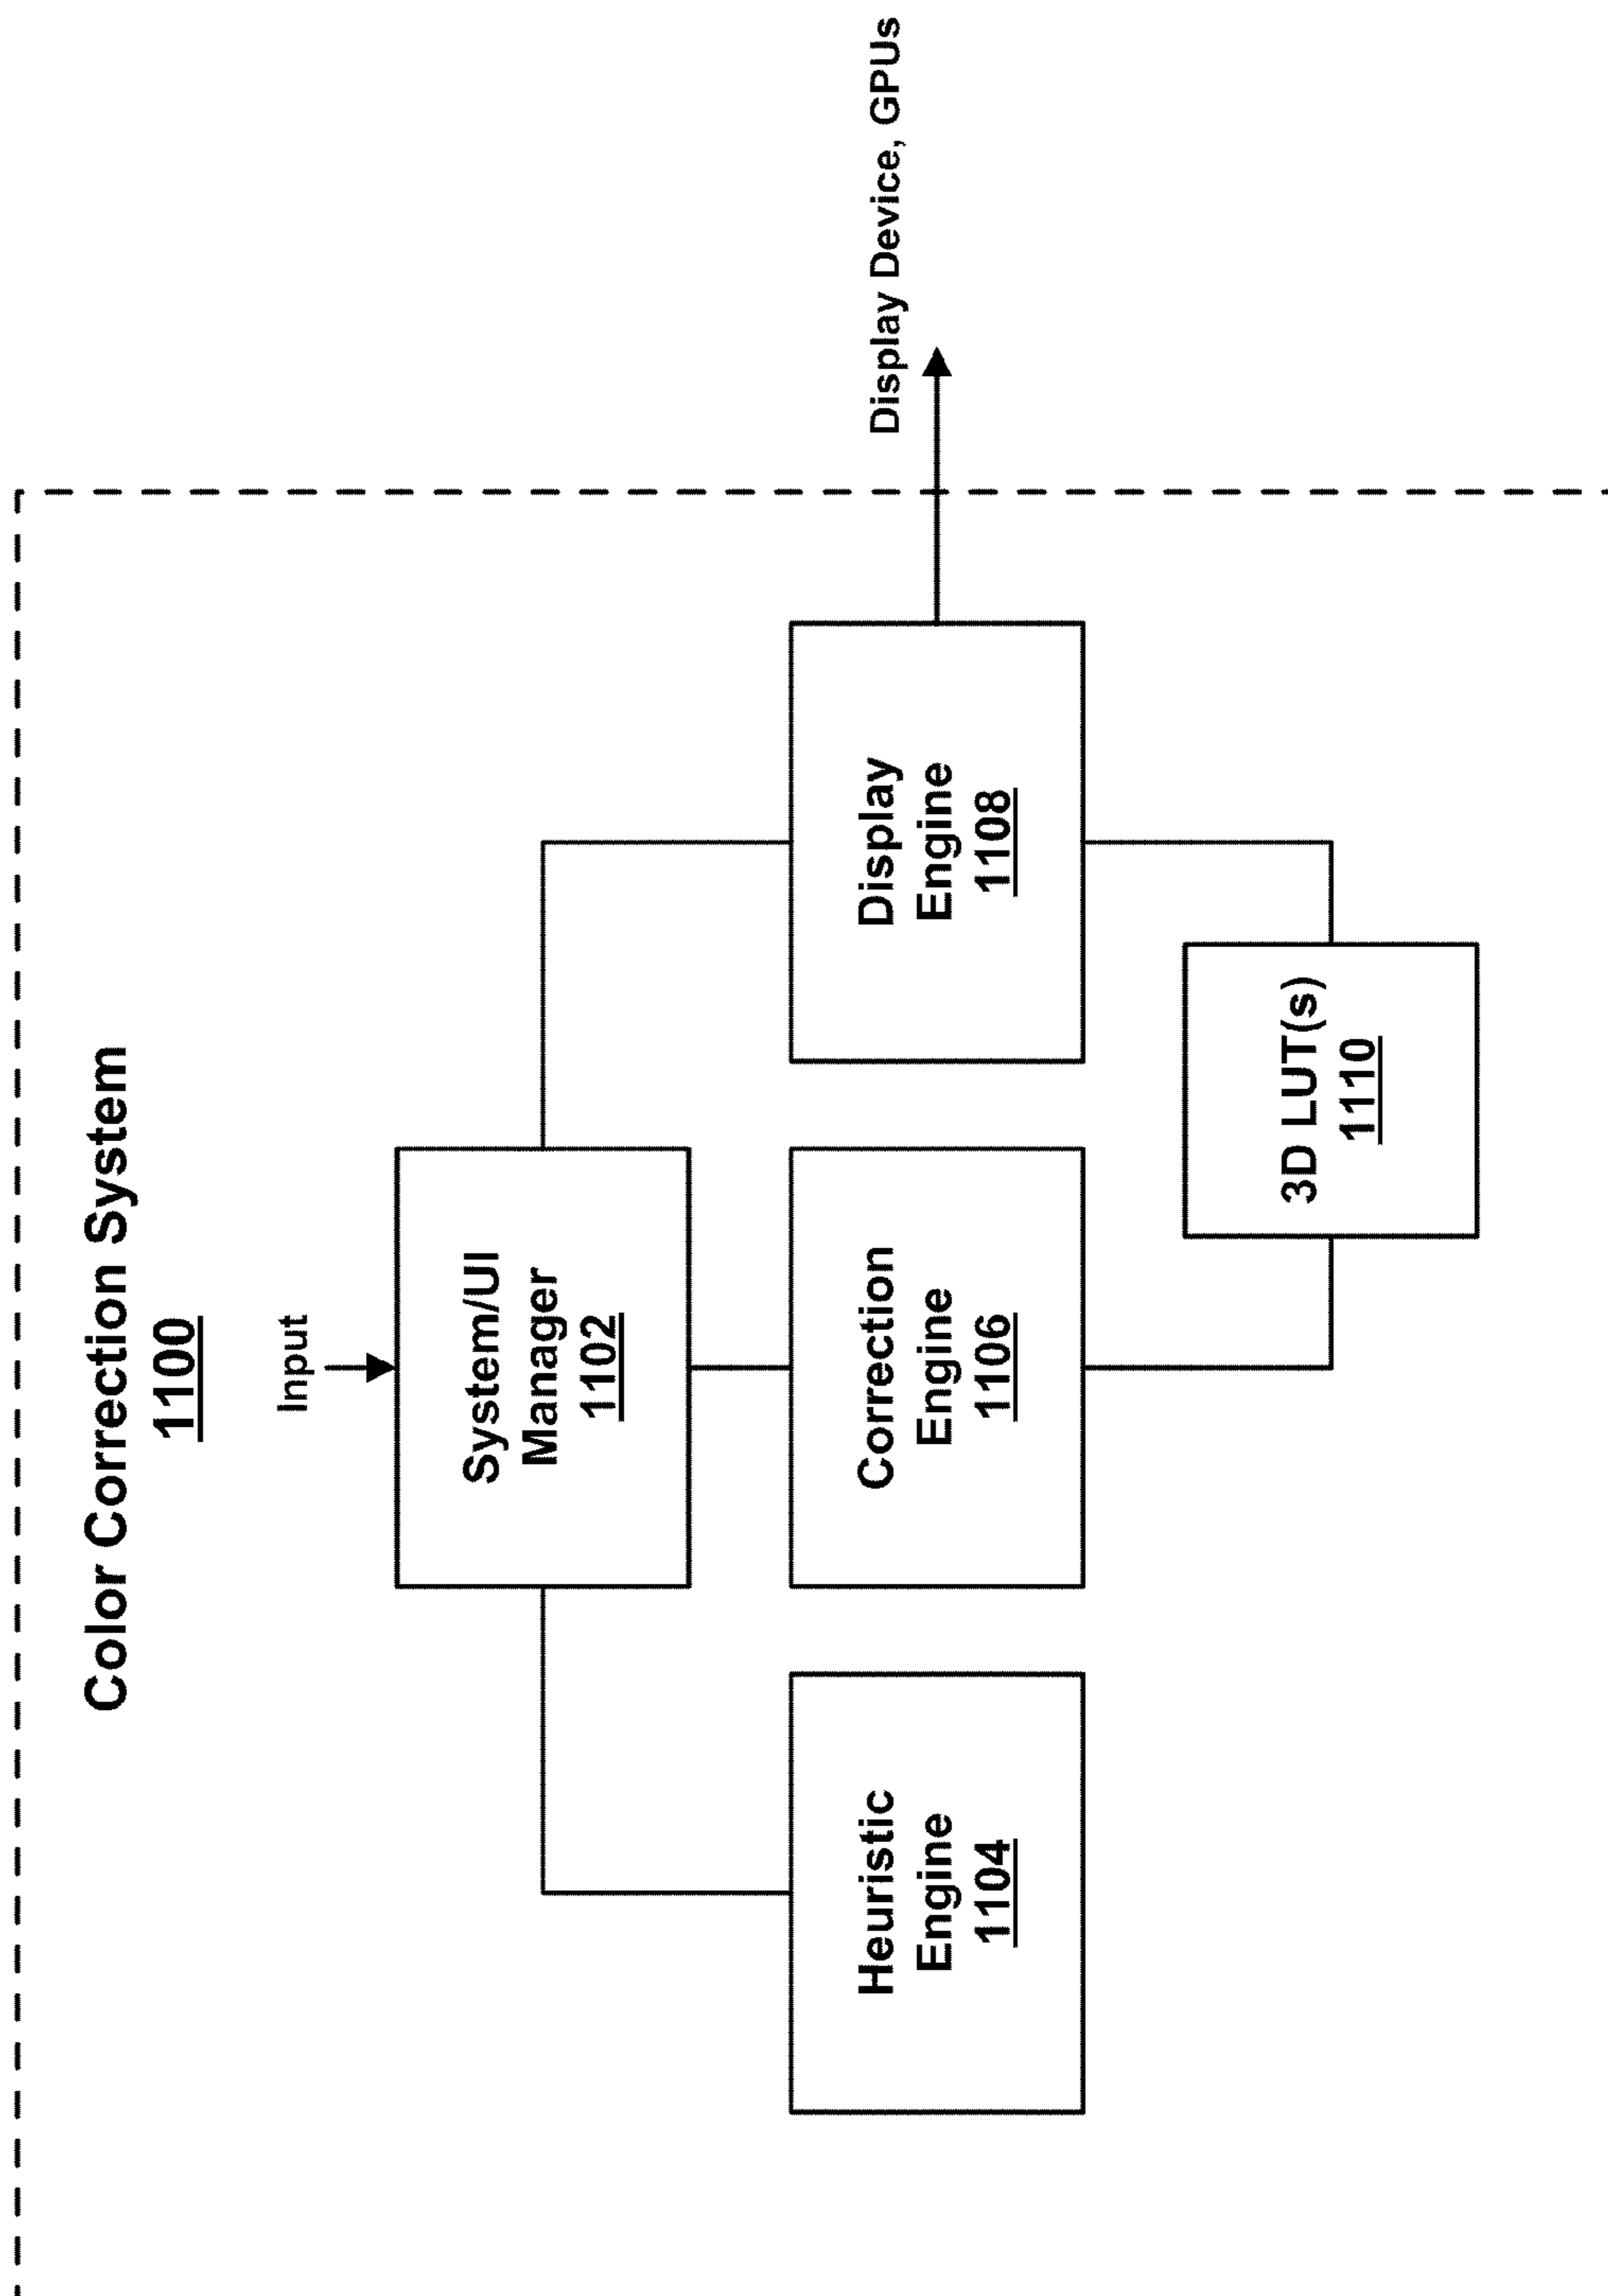 Color Correction System
1100
Input
System/UI
Manager
1102
Heuristic
Engine
1104
Correction
Engine
1106
Display
Engine
1108
Display Device, GPUs
3D LUT(s)
1110